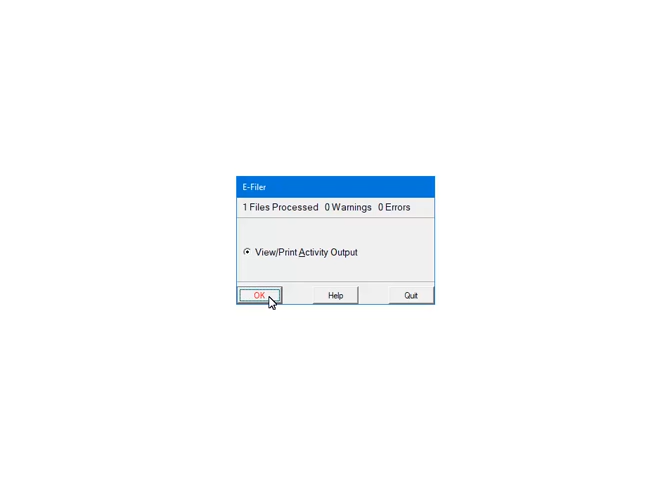 E-Filer
1 Files Processed 0 Warnings 0 Errors
View/Print Activity Output
OK Help Quit